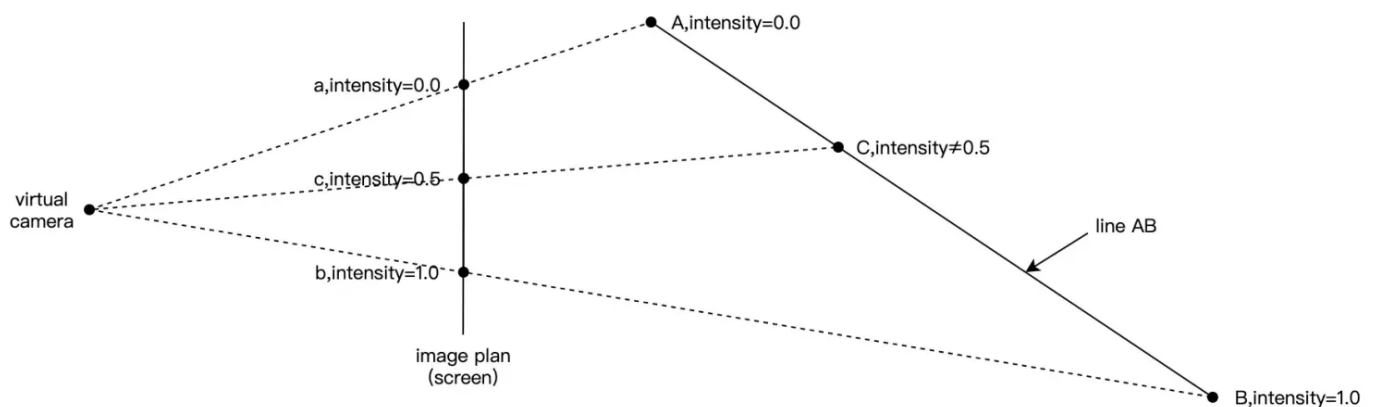 A,intensity=0.0
a,intensity=0.0
C,intensity≠0.5
c,intensity=0.5
virtual
camera
line AB
b,intensity=1.0
image plan
(screen)
B,intensity=1.0